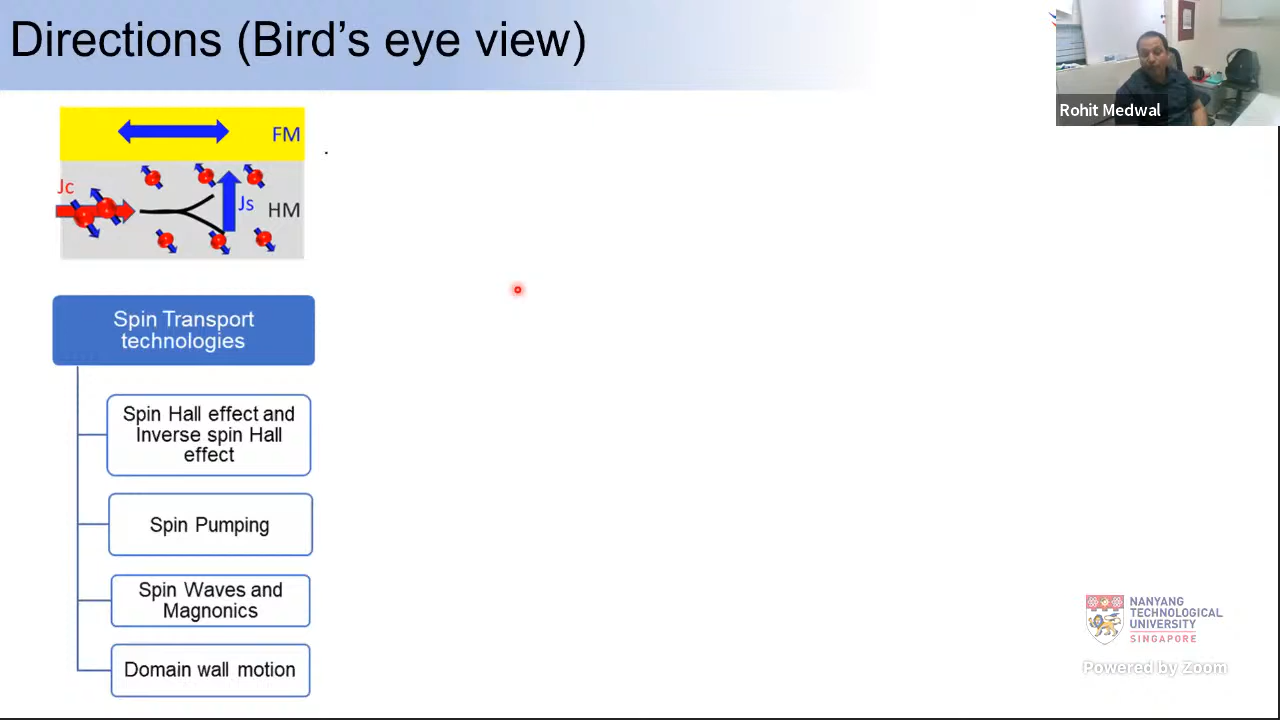 Directions (Bird's eye view)
Rohit Medwal
FM
Jc
Js
HM
Spin Transport
technologies
Spin Hall effect and
Inverse spin Hall
effect
Spin Pumping
Spin Waves and
Magnonics
Domain wall motion
NANYANG
TECHNOLOGICAL
UNIVERSITY
SINGAPORE
Powered by Zoom